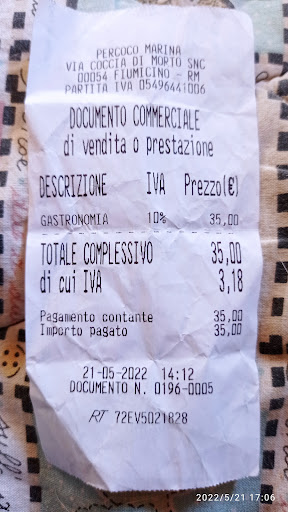 PERCOCO MARINA
VIA COCCIA DI MORTO SNC
00054 FIUMICINO - RM
PARTITA IVA 05496441006
DOCUMENTO COMMERCIALE
di vendita o prestazione
DESCRIZIONE IVA Prezzo(€)
GASTRONOMIA 10% 35,00
TOTALE COMPLESSIVO 35,00
di cui IVA 3,18
Pagamento contante 35,00
Importo pagato 35,00
21-05-2022 14:12
DOCUMENTO N. 0196-0005
RT 72EV5021828
2022/5/21 17:06